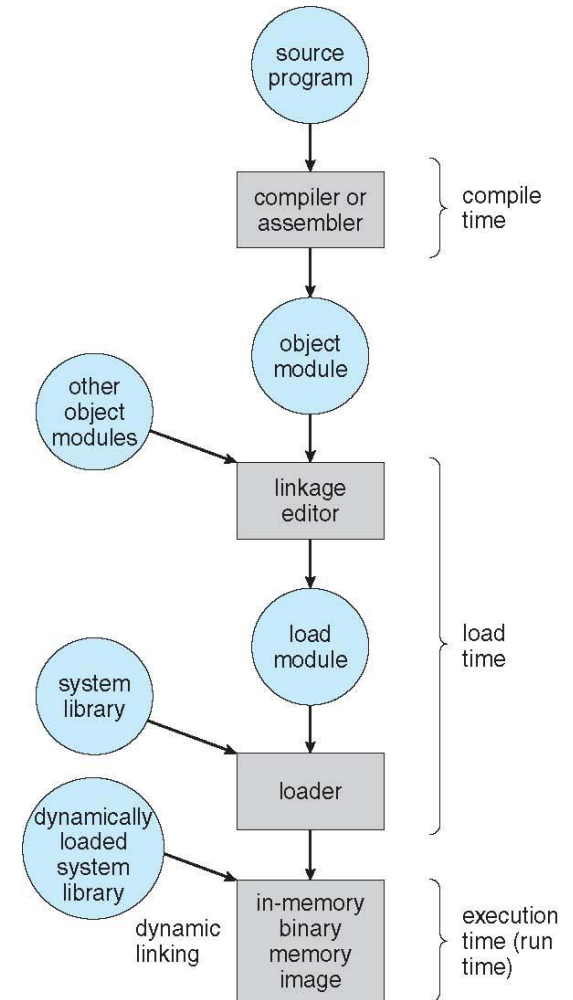 source
program
compiler or
assembler
compile
time
object
module
other
object
modules
linkage
editor
load
module
load
time
system
library
loader
dynamically
loaded
system
library
dynamic
linking
in-memory
binary
memory
image
execution
time (run
time)